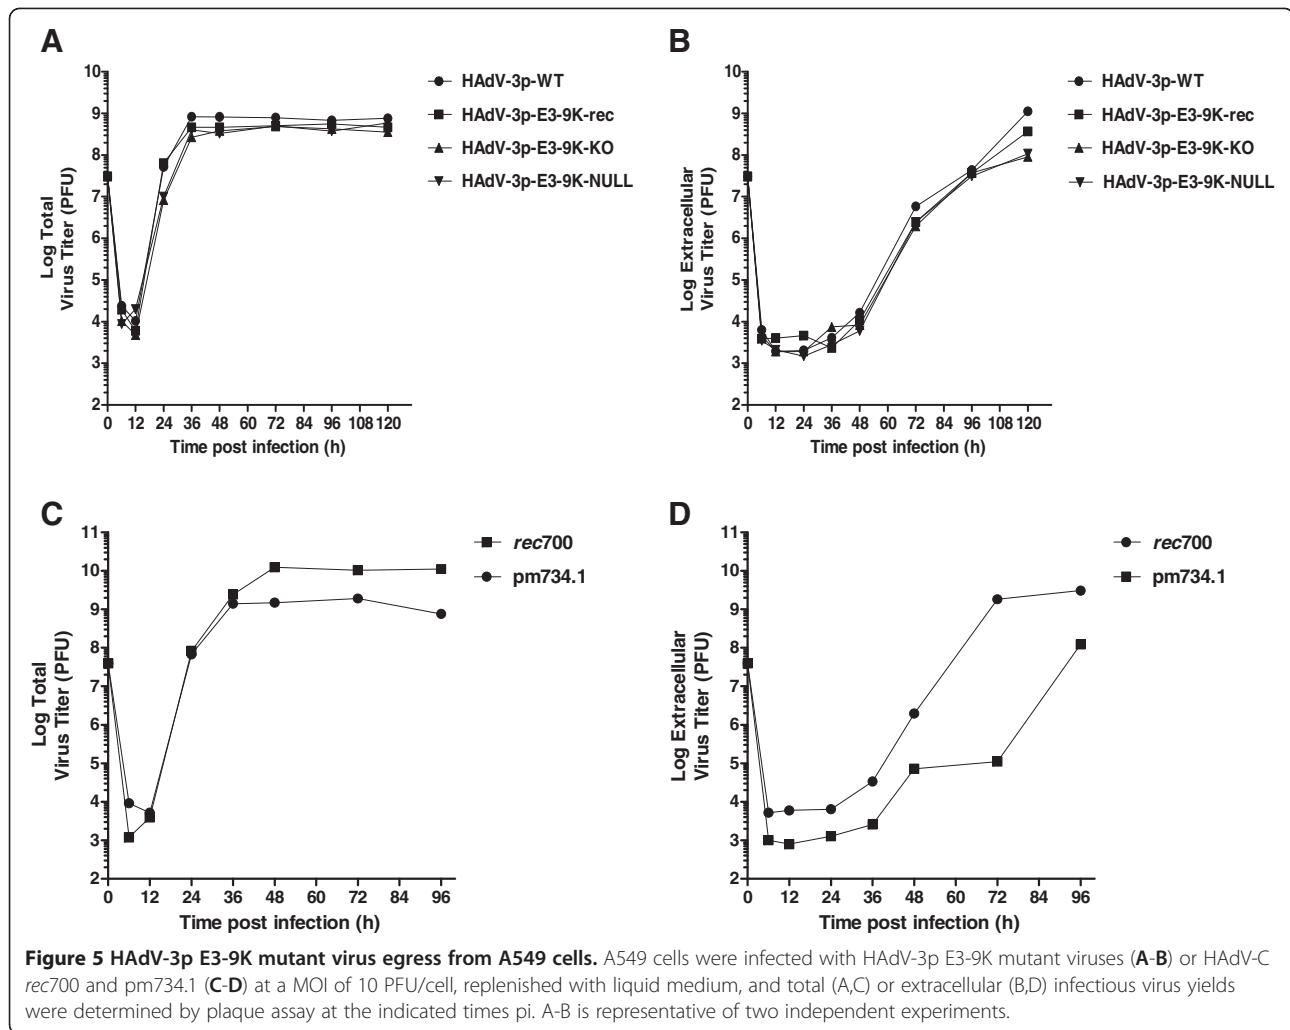 A
10
9
8
7
6
5
4
3
2
Log Total
Virus Titer (PFU)
0 12 24 36 48 60 72 84 96 108 120
Time post infection (h)
HAdV-3p-WT
HAdV-3p-E3-9K-rec
HAdV-3p-E3-9K-KO
HAdV-3p-E3-9K-NULL
B
10
9
8
7
6
5
4
3
2
Log Extracellular
Virus Titer (PFU)
0 12 24 36 48 60 72 84 96 108 120
Time post infection (h)
HAdV-3p-WT
HAdV-3p-E3-9K-rec
HAdV-3p-E3-9K-KO
HAdV-3p-E3-9K-NULL
C
11
10
9
8
7
6
5
4
3
2
Log Total
Virus Titer (PFU)
0 12 24 36 48 60 72 84 96
Time post infection (h)
rec700
pm734.1
D
11
10
9
8
7
6
5
4
3
2
Log Extracellular
Virus Titer (PFU)
0 12 24 36 48 60 72 84 96
Time post infection (h)
rec700
pm734.1
Figure 5 HAdV-3p E3-9K mutant virus egress from A549 cells. A549 cells were infected with HAdV-3p E3-9K mutant viruses (A-B) or HAdV-C
rec700 and pm734.1 (C-D) at a MOI of 10 PFU/cell, replenished with liquid medium, and total (A,C) or extracellular (B,D) infectious virus yields
were determined by plaque assay at the indicated times pi. A-B is representative of two independent experiments.